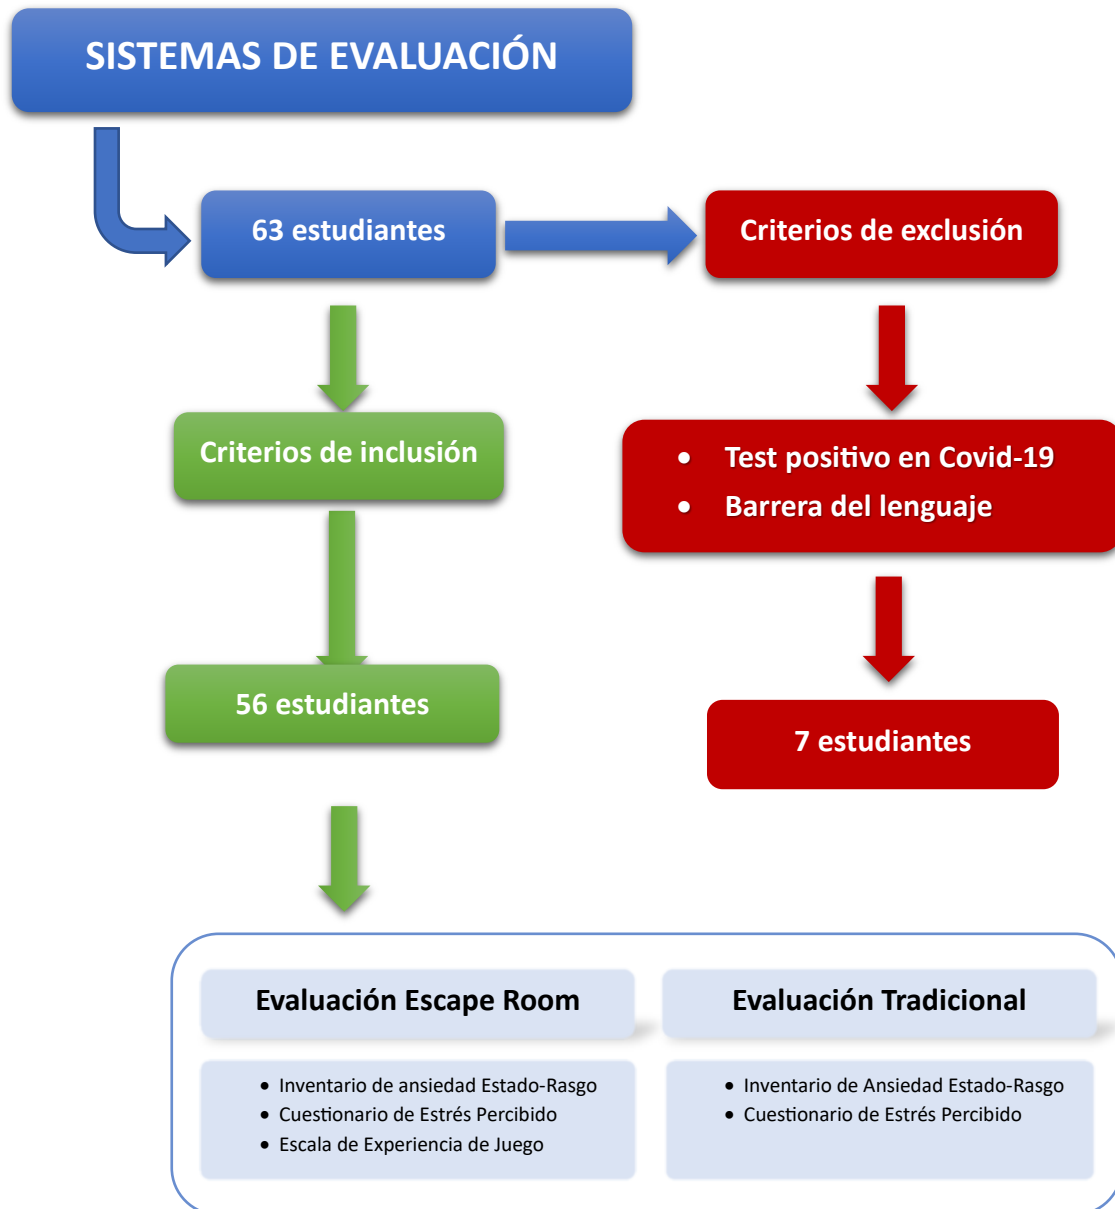 SISTEMAS DE EVALUACIÓN
63 estudiantes
Criterios de exclusión
Criterios de inclusión
• Test positivo en Covid-19
• Barrera del lenguaje
56 estudiantes
7 estudiantes
Evaluación Escape Room
• Inventario de ansiedad Estado-Rasgo
• Cuestionario de Estrés Percibido
• Escala de Experiencia de Juego
Evaluación Tradicional
• Inventario de Ansiedad Estado-Rasgo
• Cuestionario de Estrés Percibido